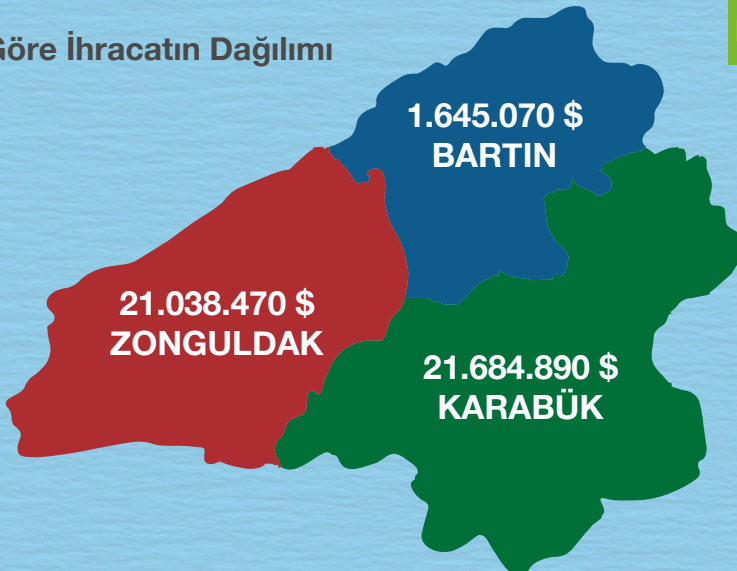 Göre İhracatın Dağılımı
1.645.070 $
BARTIN
21.038.470 $
ZONGULDAK
21.684.890 $
KARABÜK